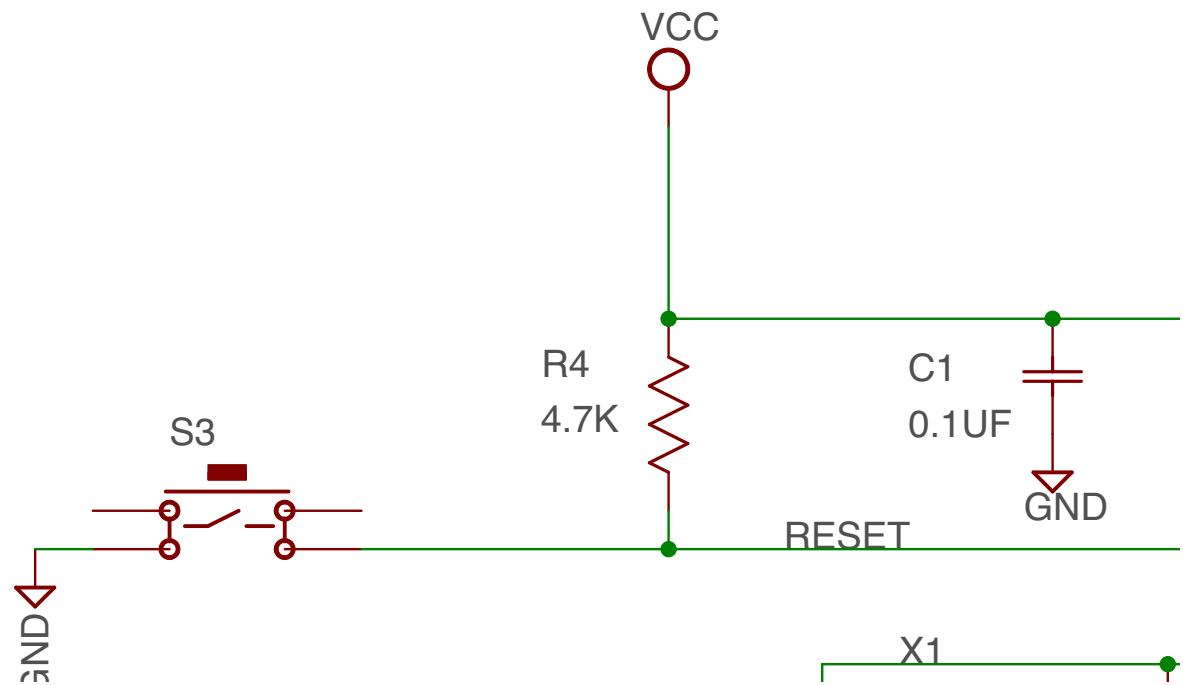 VCC
R4
4.7K
C1
0.1UF
S3
GND
RESET
GND
X1